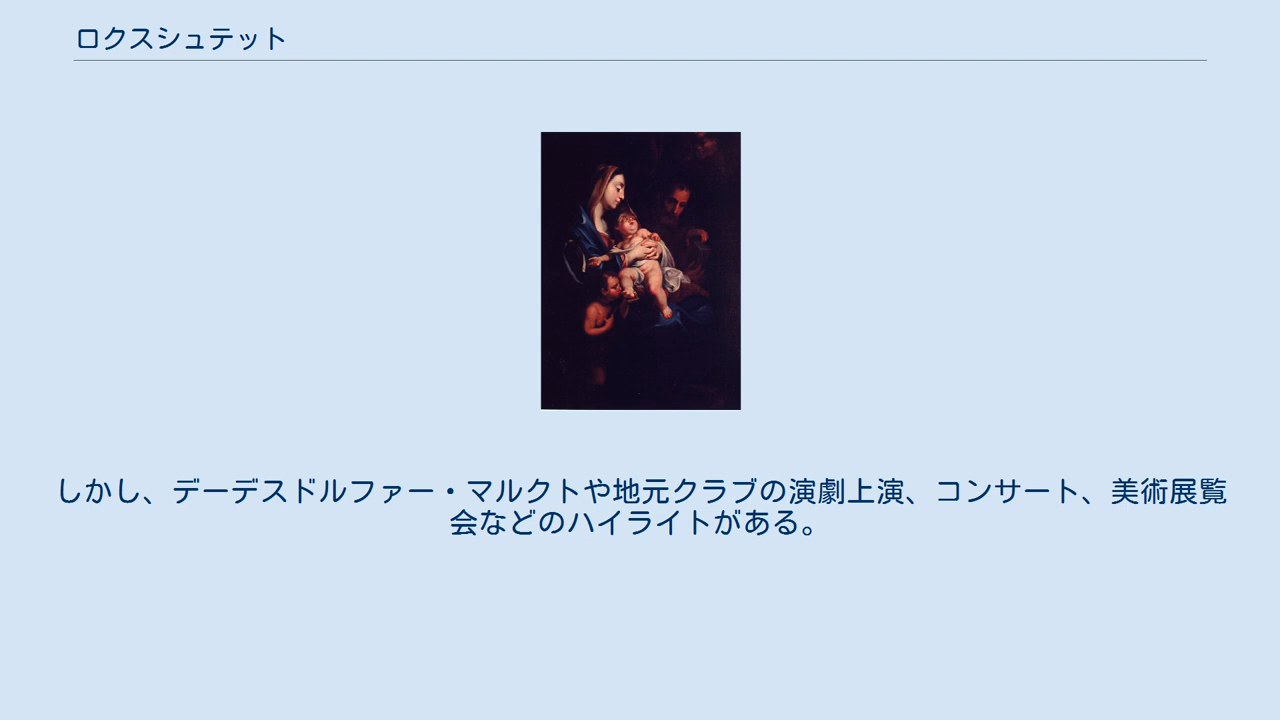 ロクスシュテット
しかし、デーデスドルファー・マルクトや地元クラブの演劇上演、コンサート、美術展覧
会などのハイライトがある。